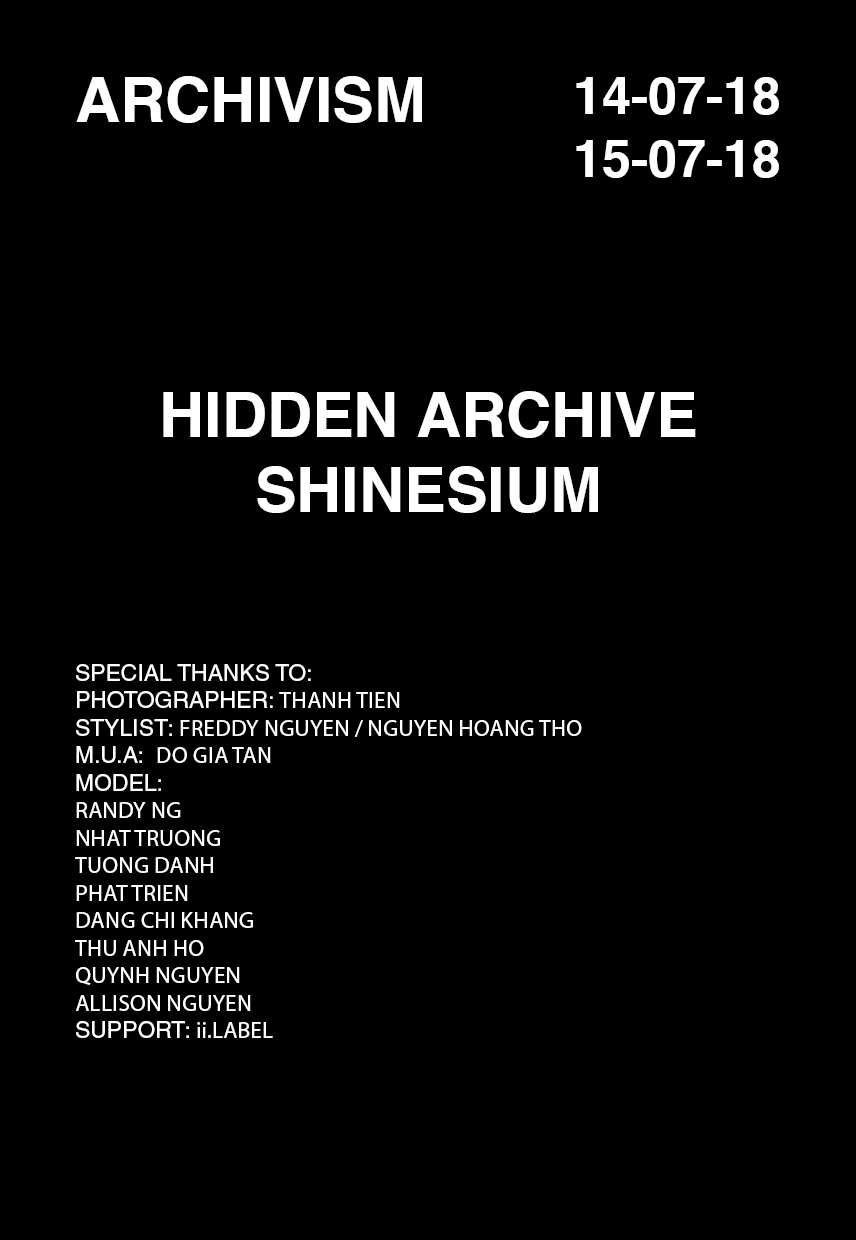 ARCHIVISM
14-07-18
15-07-18
HIDDEN ARCHIVE
SHINESIUM
SPECIAL THANKS TO:
PHOTOGRAPHER: THANH TIEN
STYLIST: FREDDY NGUYEN / NGUYEN HOANG THO
M.U.A: DO GIA TAN
MODEL:
RANDY NG
NHAT TRUONG
TUONG DANH
PHAT TRIEN
DANG CHI KHANG
THU ANH HO
QUYNH NGUYEN
ALLISON NGUYEN
SUPPORT: ii.LABEL